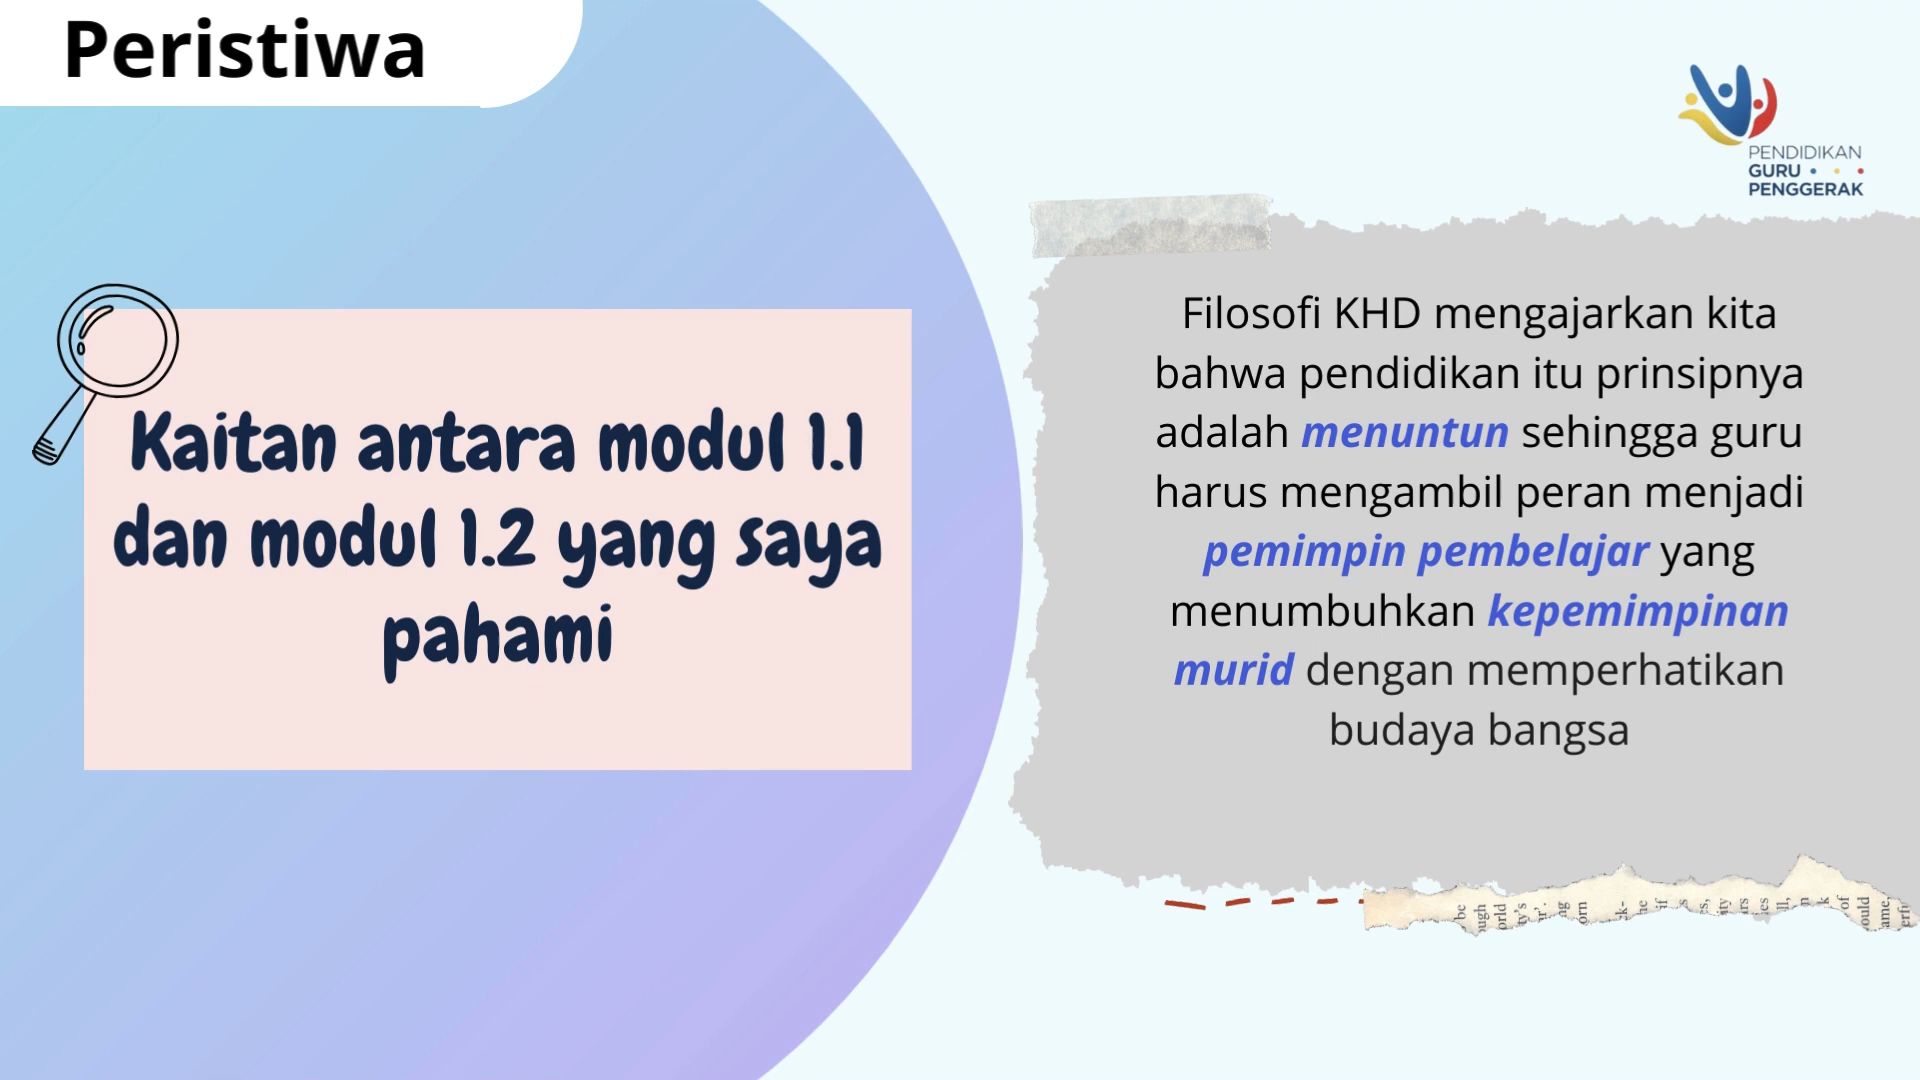 Peristiwa
PENDIDIKAN
GURU
PENGGERAK
Kaitan antara modul 1.1
dan modul 1.2 yang saya
pahami
Filosofi KHD mengajarkan kita
bahwa pendidikan itu prinsipnya
adalah menuntun sehingga guru
harus mengambil peran menjadi
pemimpin pembelajar yang
menumbuhkan kepemimpinan
murid dengan memperhatikan
budaya bangsa